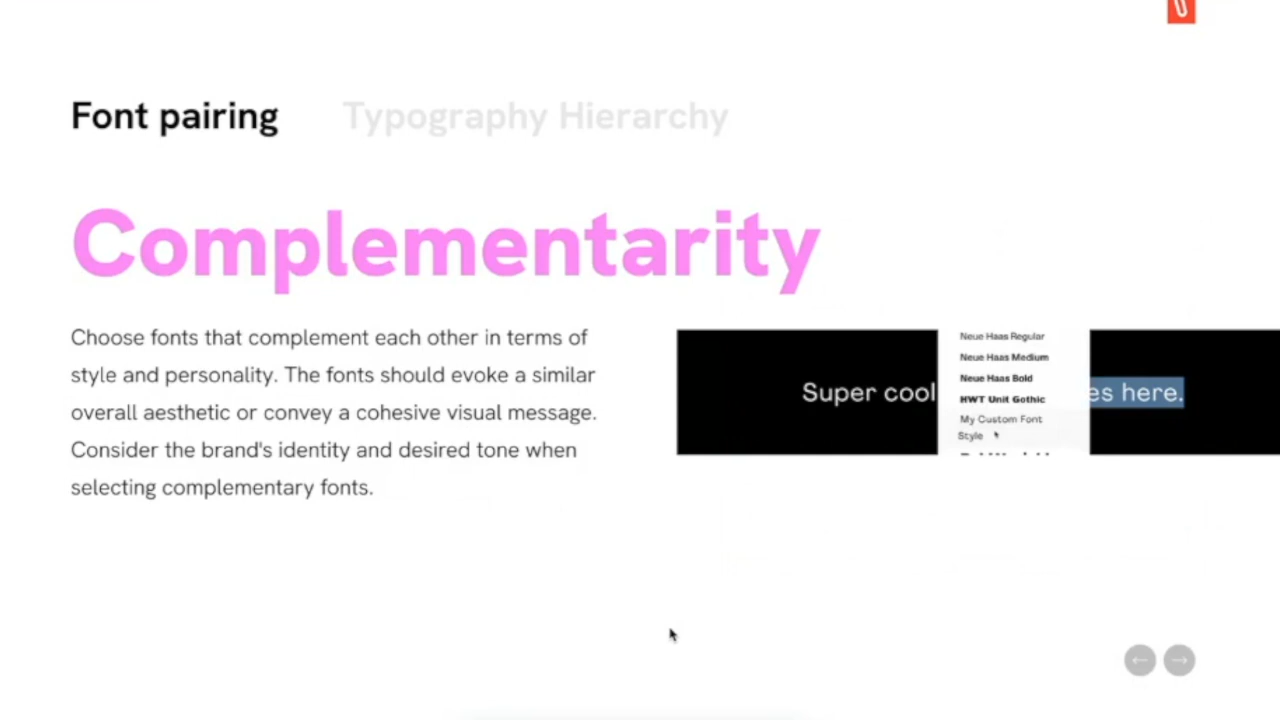 Font pairing
Typography Hierarchy
Complementarity
Choose fonts that complement each other in terms of
style and personality. The fonts should evoke a similar
overall aesthetic or convey a cohesive visual message.
Consider the brand's identity and desired tone when
selecting complementary fonts.
Super cool
es here.
Neue Haas Regular
Neue Haas Medium
Neue Haas Bold
HWT Unit Gothic
My Custom Font
Style